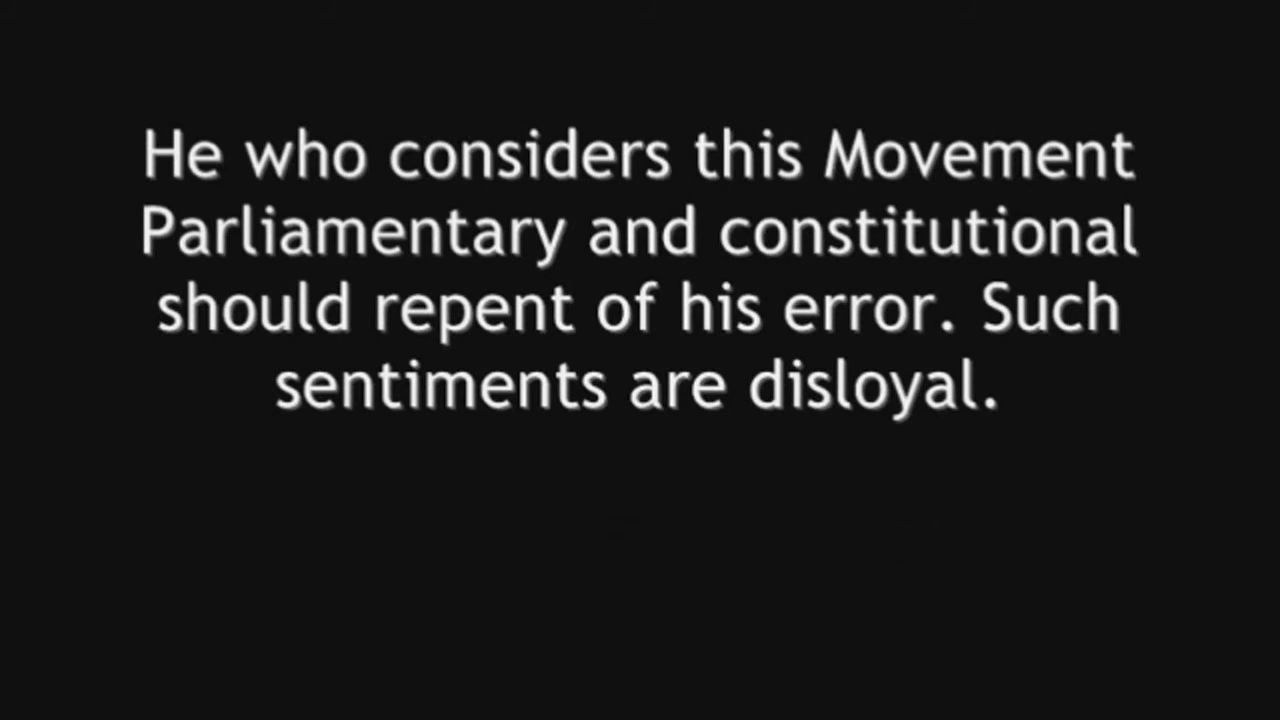 He who considers this Movement
Parliamentary and constitutional
should repent of his error. Such
sentiments are disloyal.